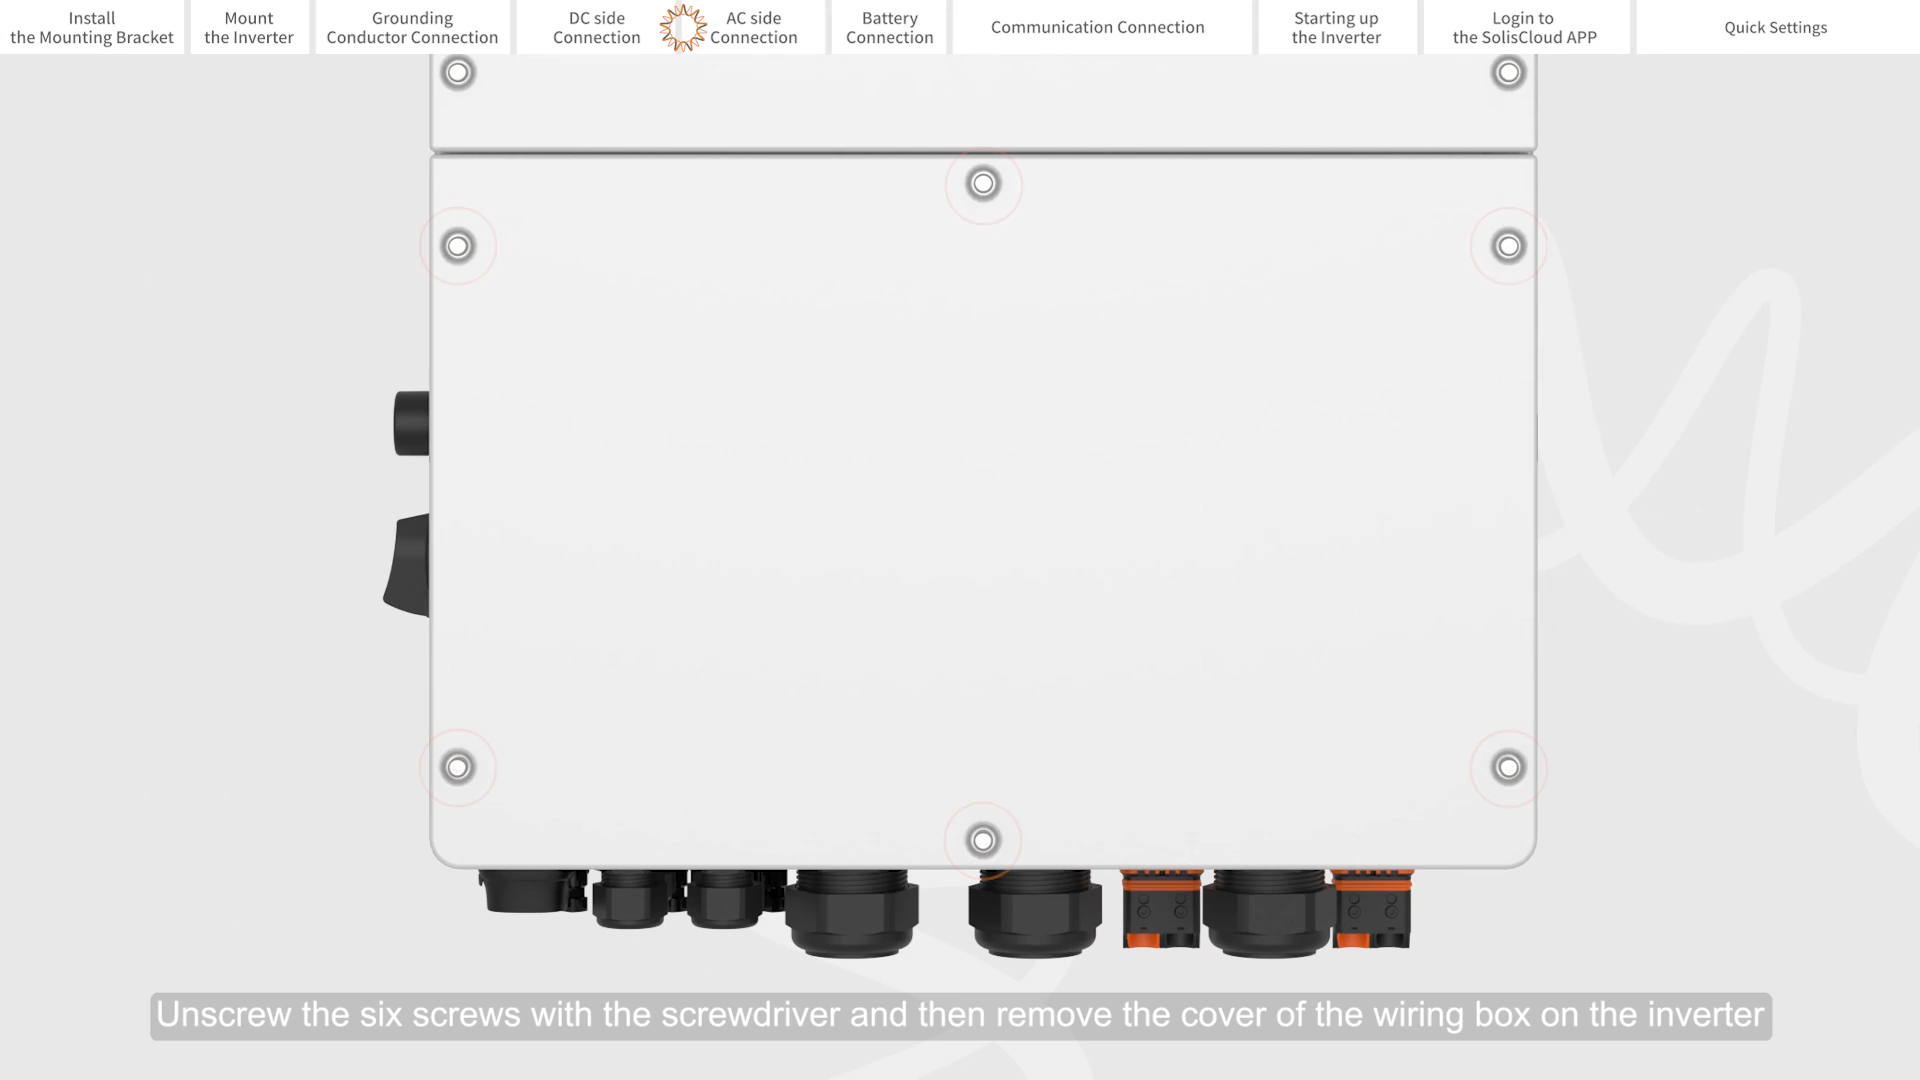 Install
the Mounting Bracket
Mount
the Inverter
Grounding
Conductor Connection
DC side
Connection
AC side
Connection
Battery
Connection
Communication Connection
Starting up
the Inverter
Login to
the SolisCloud APP
Quick Settings
Unscrew the six screws with the screwdriver and then remove the cover of the wiring box on the inverter